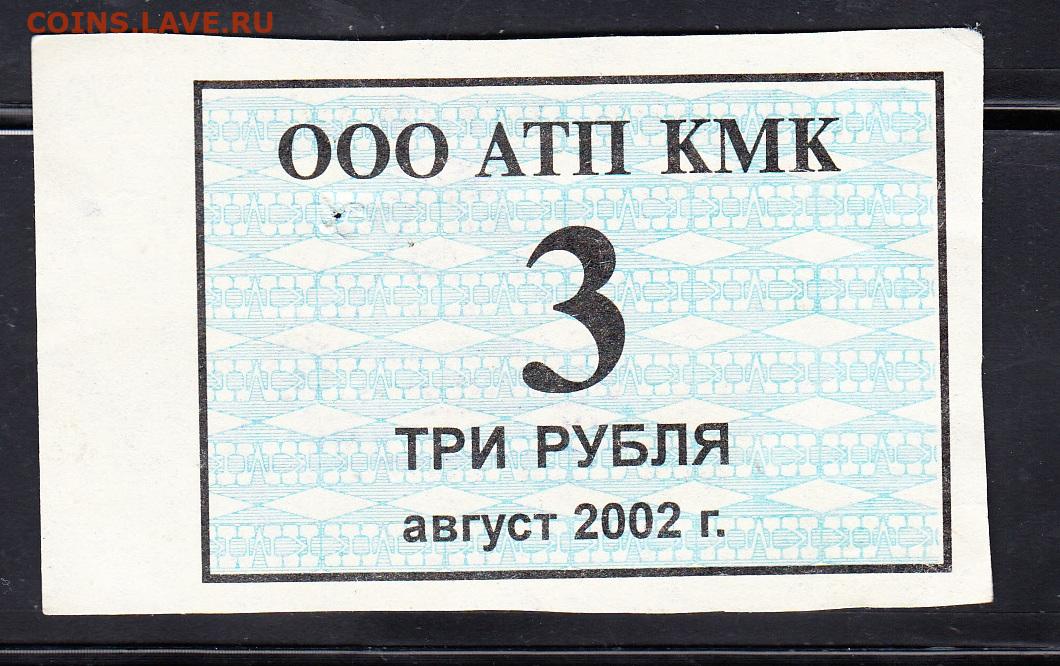 COINS.LAVE.RU
ООО АТП КМК
3
ТРИ РУБЛЯ
август 2002 г.